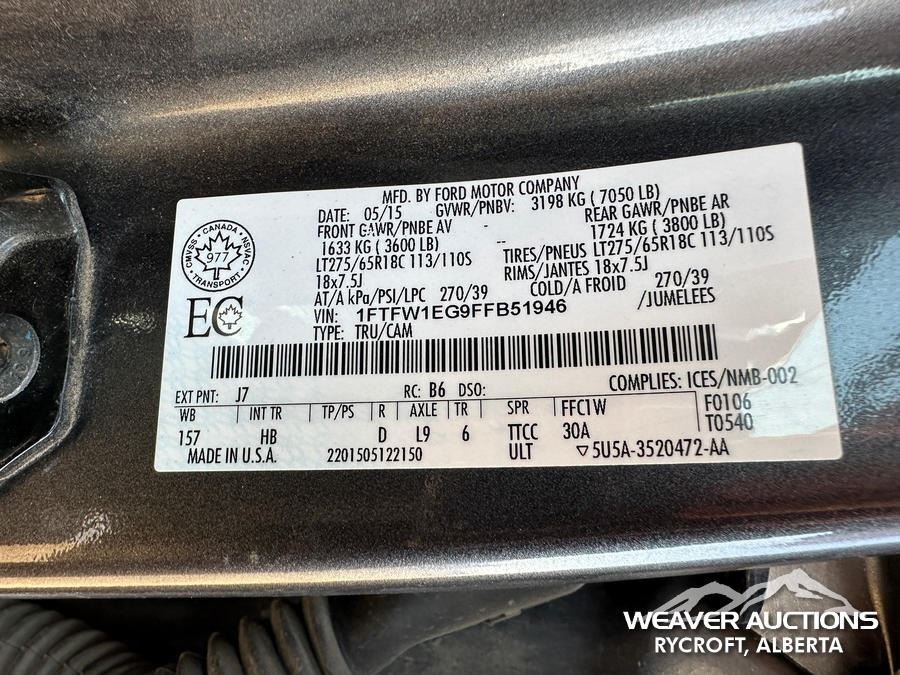 MFD. BY FORD MOTOR COMPANY
DATE: 05/15 GVWR/PNBV: 3198 KG ( 7050 LB)
FRONT GAWR/PNBE AV REAR GAWR/PNBE AR
1633 KG ( 3600 LB) -- 1724 KG ( 3800 LB)
LT275/65R18C 113/110S TIRES/PNEUS LT275/65R18C 113/110S
18x7.5J RIMS/JANTES 18x7.5J
AT/A kPa/PSI/LPC 270/39 COLD/A FROID 270/39
VIN: 1FTFW1EG9FFB51946 /JUMELEES
TYPE: TRU/CAM
CMVSS · CANADA · NSVAC · TRANSPORT ·
977
EC
EXT PNT: J7 RC: B6 DSO: COMPLIES: ICES/NMB-002
WB INT TR TP/PS R AXLE TR SPR FFC1W F0106
157 HB D L9 6 TTCC 30A T0540
MADE IN U.S.A. 2201505122150 ULT ▽5U5A-3520472-AA
WEAVER AUCTIONS
RYCROFT, ALBERTA